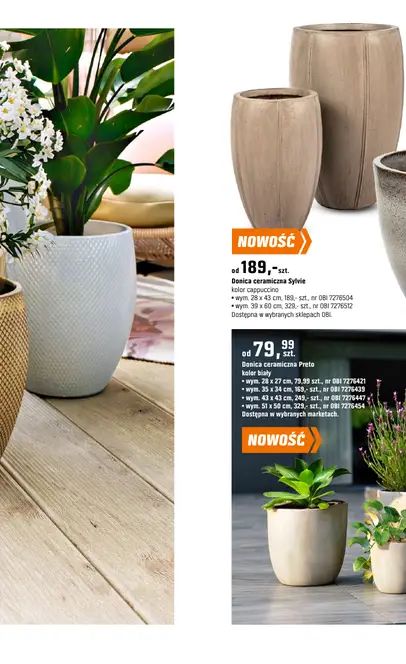 NOWOŚĆ
od 189,-szt.
Donica ceramiczna Sylvie
kolor cappuccino
• wym. 28 x 43 cm, 189,- szt., nr OBI 7276504
• wym. 39 x 60 cm, 329,- szt., nr OBI 7276512
Dostępna w wybranych sklepach OBI.
od 79,99 szt.
Donica ceramiczna Preto
kolor biały
• wym. 28 x 27 cm, 79,99 szt., nr OBI 7276421
• wym. 35 x 34 cm, 169,- szt., nr OBI 7276439
• wym. 43 x 43 cm, 249,- szt., nr OBI 7276447
• wym. 51 x 50 cm, 329,- szt., nr OBI 7276454
Dostępna w wybranych marketach.
NOWOŚĆ